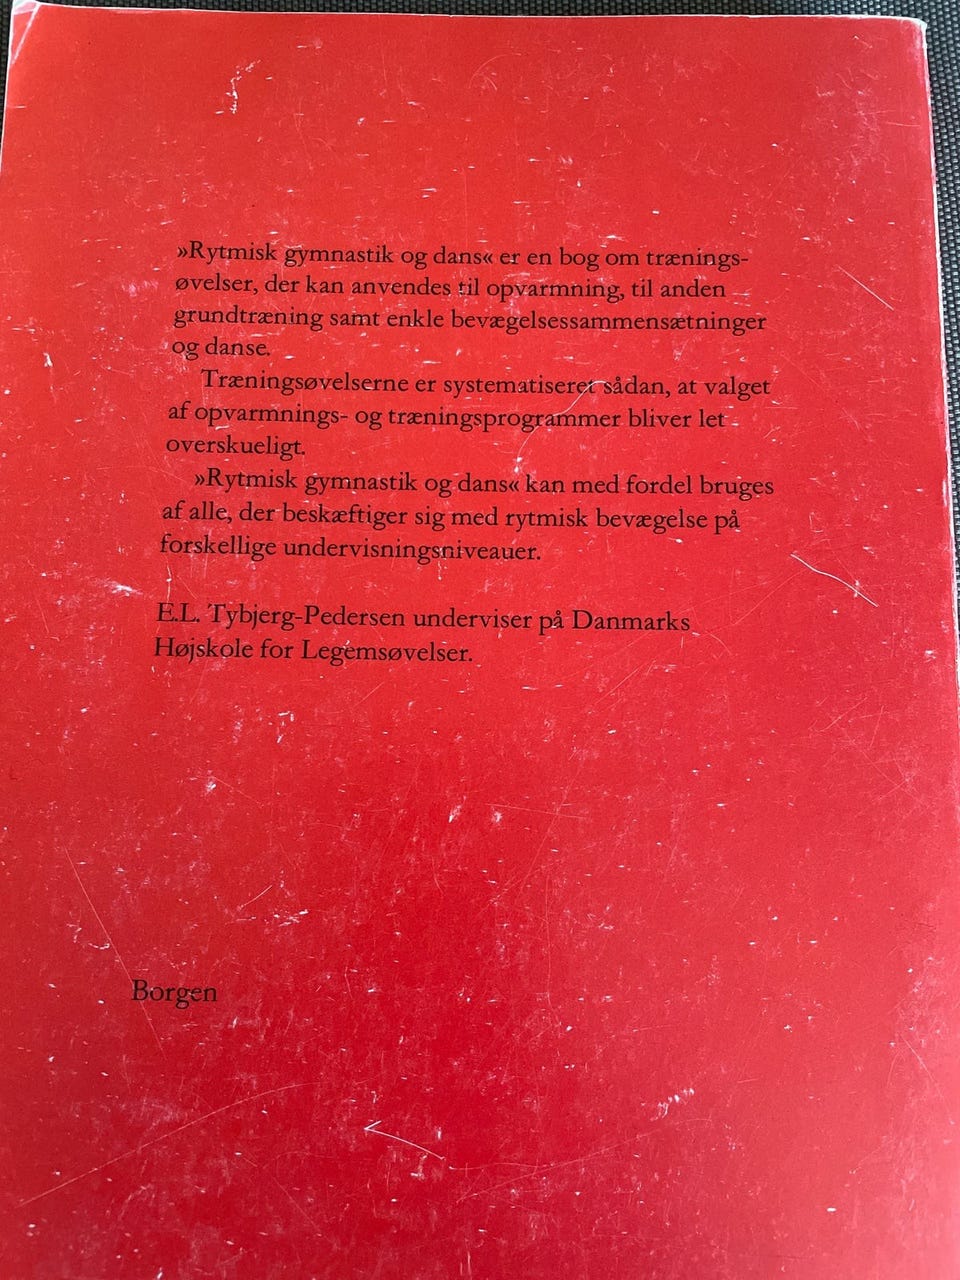 »Rytmisk gymnastik og dans« er en bog om trænings-
øvelser, der kan anvendes til opvarmning, til anden
grundtræning samt enkle bevægelsessammensætninger
og danse.
Træningsøvelserne er systematiseret sådan, at valget
af opvarmnings- og træningsprogrammer bliver let
overskueligt.
»Rytmisk gymnastik og dans« kan med fordel bruges
af alle, der beskæftiger sig med rytmisk bevægelse på
forskellige undervisningsniveauer.
E.L. Tybjerg-Pedersen underviser på Danmarks
Højskole for Legemsøvelser.
Borgen